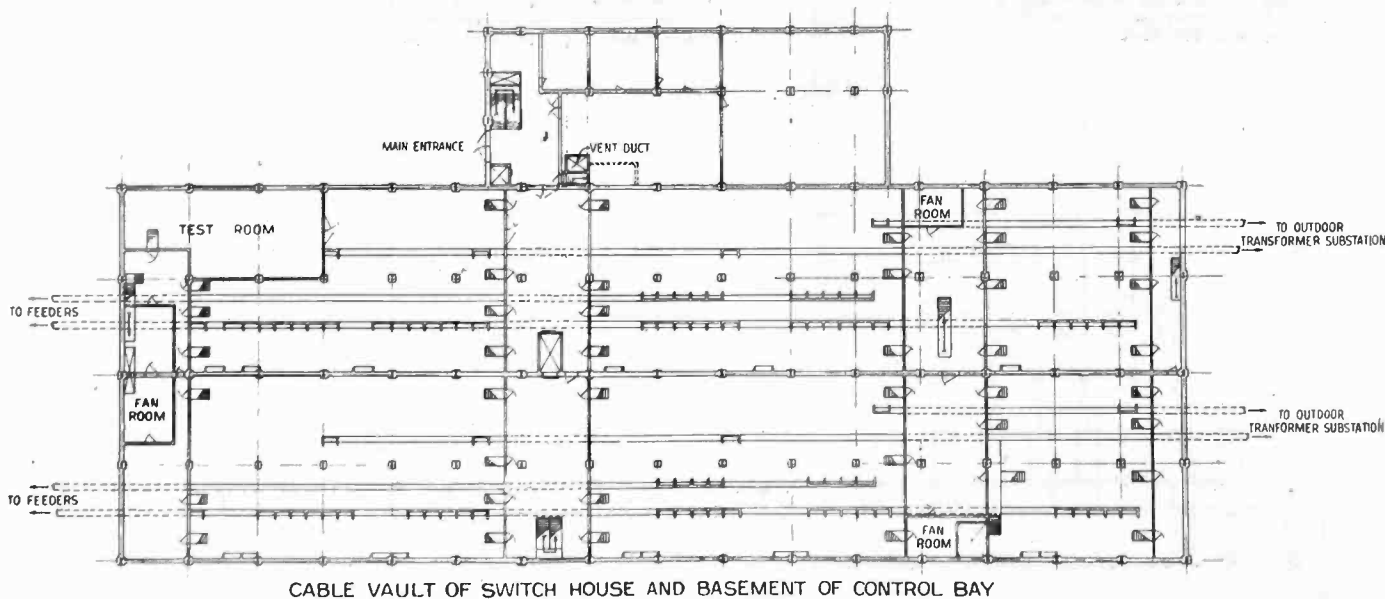 MAIN ENTRANCE
VENT DUCT
TEST ROOM
FAN
ROOM
TO OUTDOOR
TRANSFORMER SUBSTATION
TO FEEDERS
FAN
ROOM
TO OUTDOOR
TRANFORMER SUBSTATION
TO FEEDERS
FAN
ROOM
CABLE VAULT OF SWITCH HOUSE AND BASEMENT OF CONTROL BAY